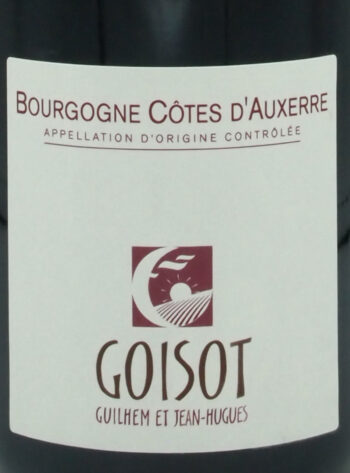 BOURGOGNE CÔTES D'AUXERRE
APPELLATION D'ORIGINE CONTRÔLÉE
GOISOT
GUILHEM ET JEAN-HUGUES